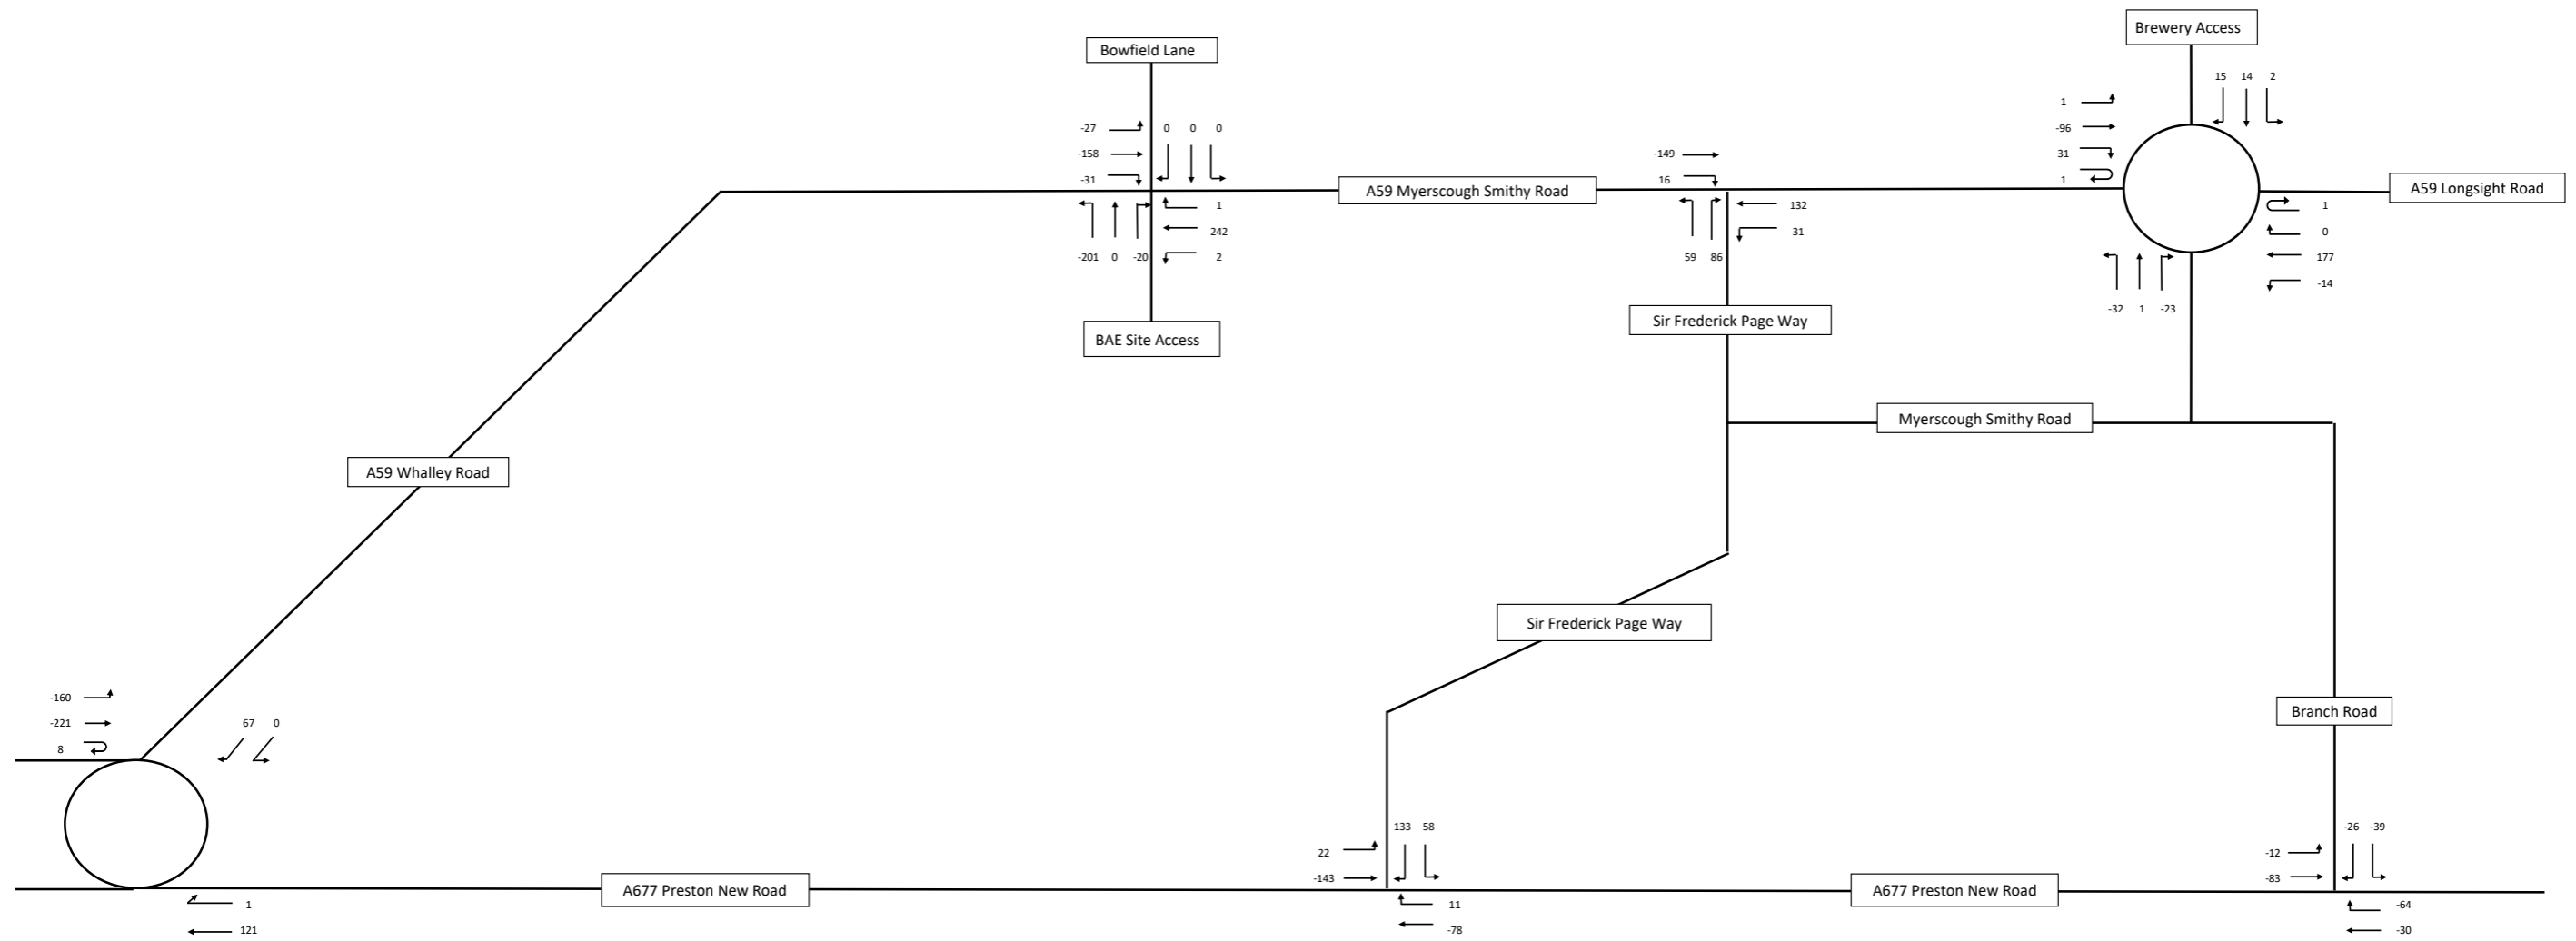 Brewery Access
Bowfield Lane
15 14 2
1
-96
31
1
-27
-158
-31
0 0 0
-149
16
A59 Myerscough Smithy Road
A59 Longsight Road
1
242
2
-201 0 -20
132
31
59 86
1
0
177
-14
-32 1 -23
BAE Site Access
Sir Frederick Page Way
Myerscough Smithy Road
A59 Whalley Road
Sir Frederick Page Way
-160
-221
8
67 0
Branch Road
133 58
22
-143
-26 -39
-12
-83
A677 Preston New Road
A677 Preston New Road
1
121
11
-78
-64
-30